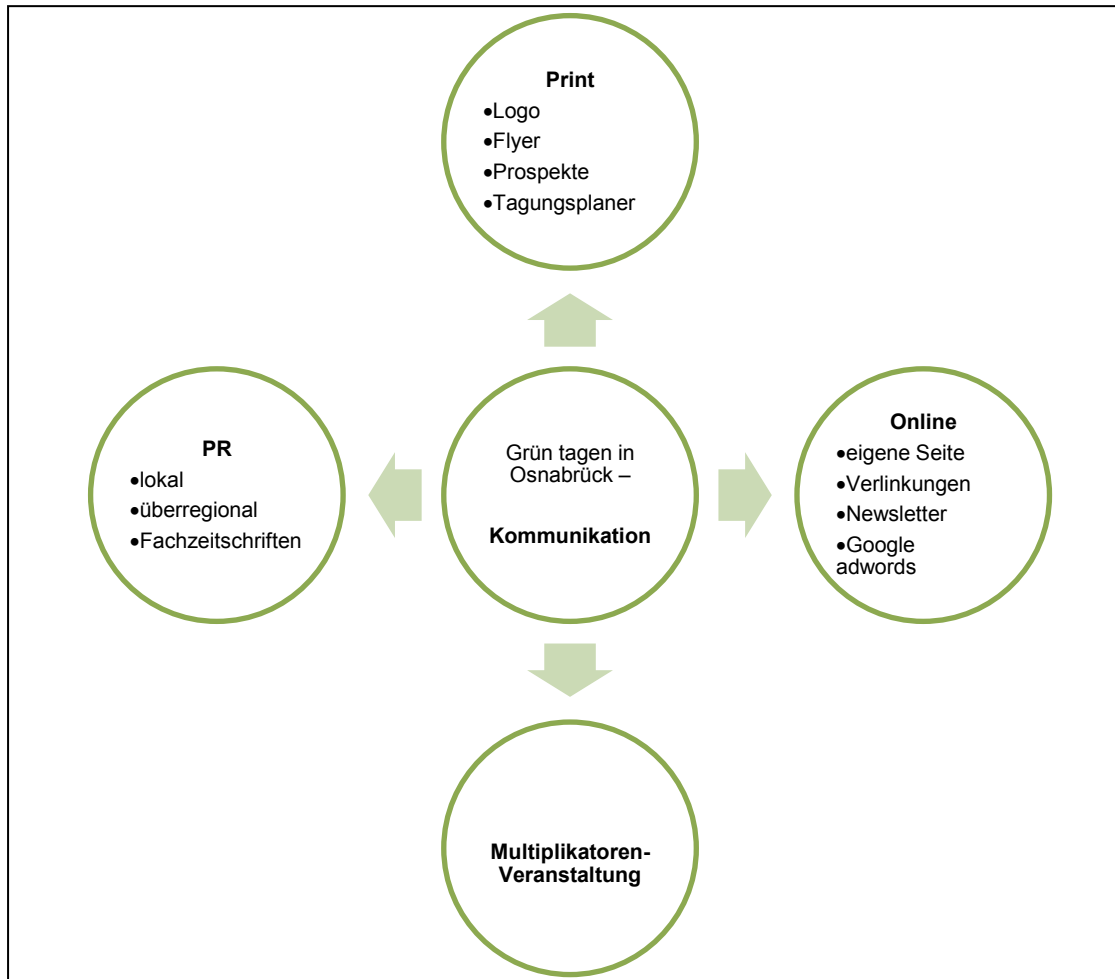 Print
•Logo
•Flyer
•Prospekte
•Tagungsplaner
PR
•lokal
•überregional
•Fachzeitschriften
Grün tagen in
Osnabrück –
Kommunikation
Online
•eigene Seite
•Verlinkungen
•Newsletter
•Google
adwords
Multiplikatoren-
Veranstaltung